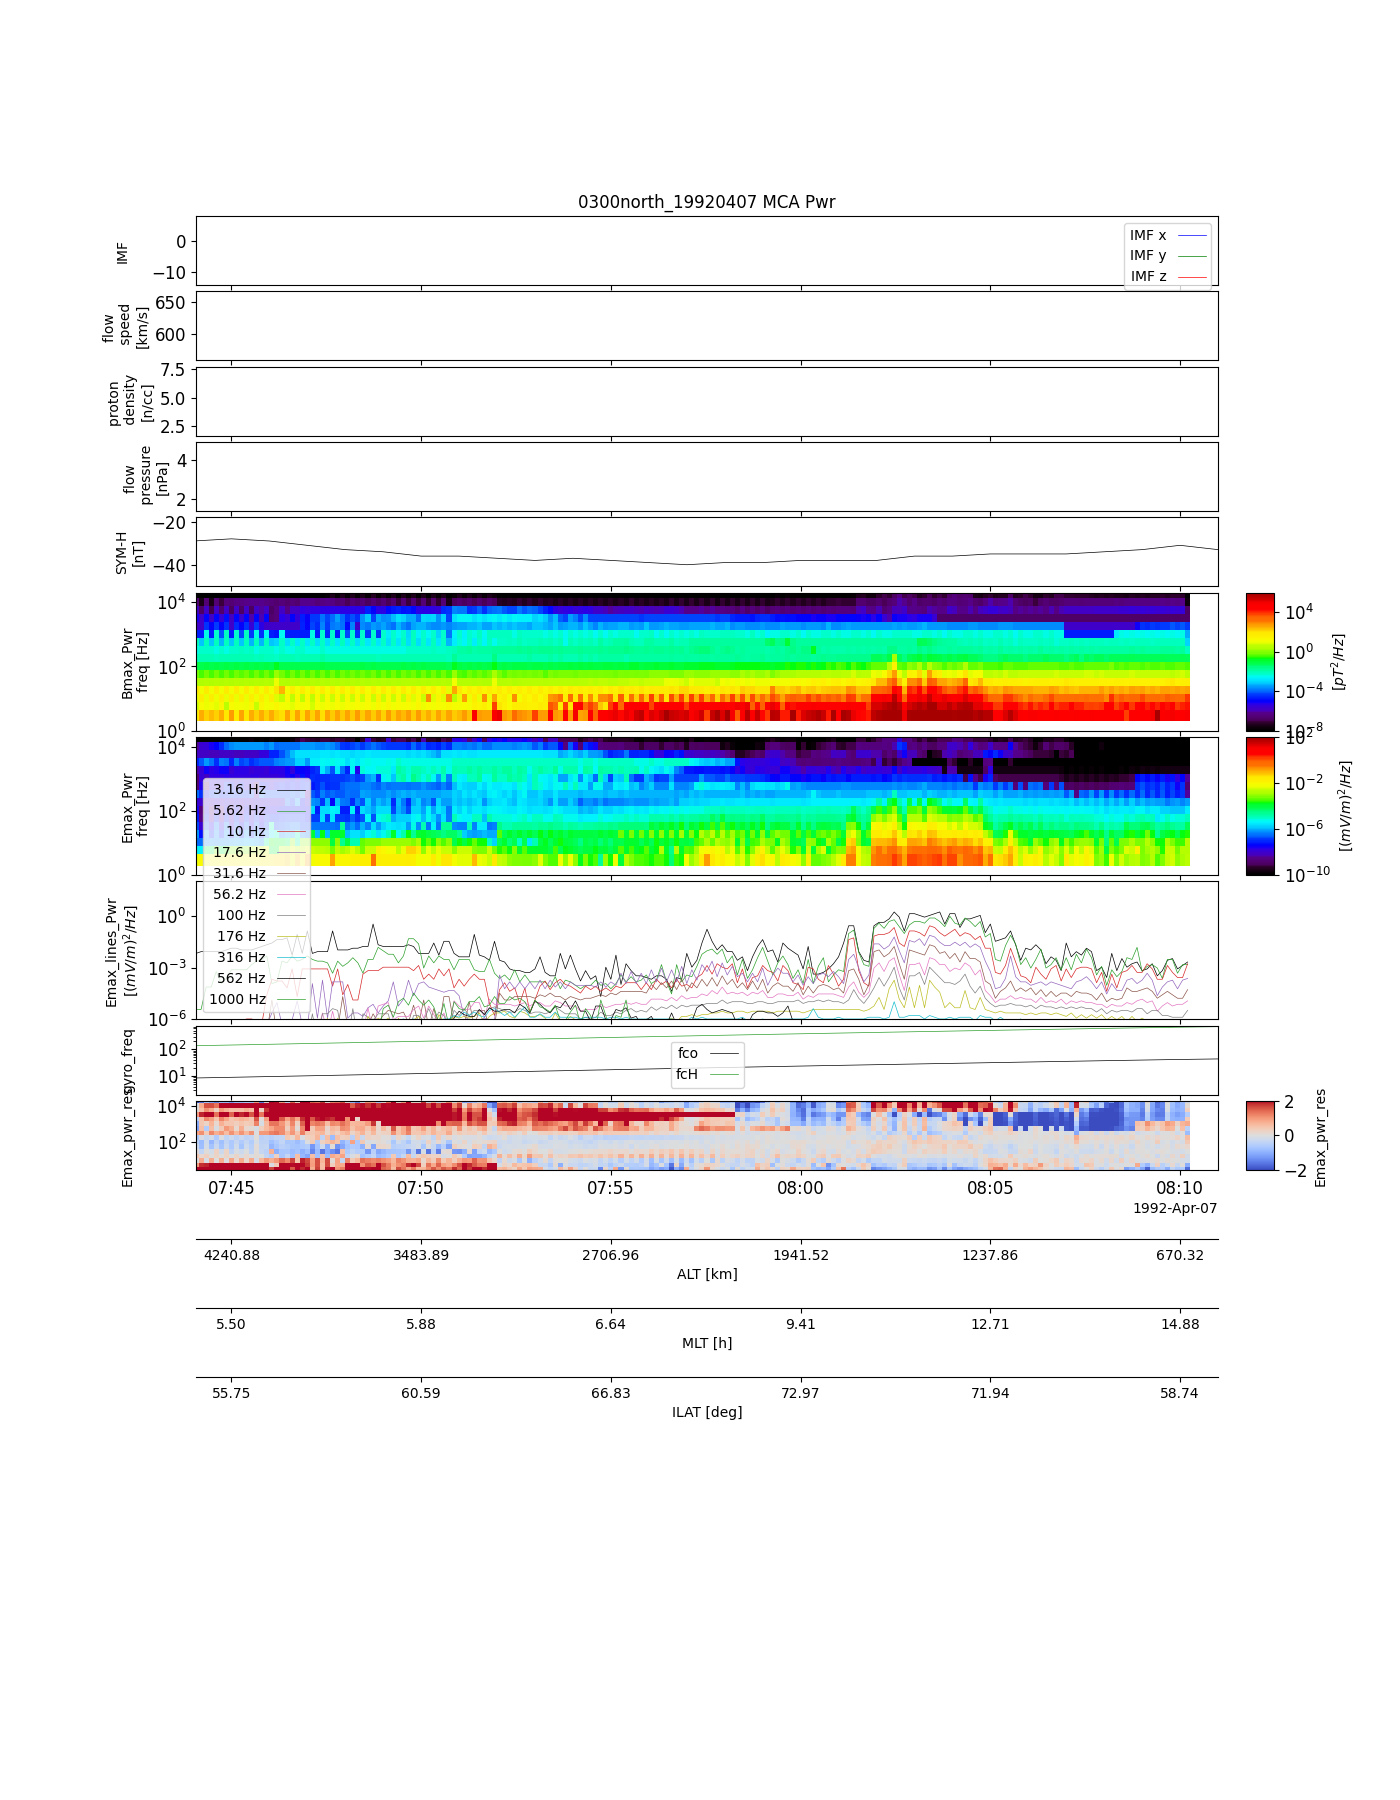 0300north_19920407 MCA Pwr
IMF
0
−10
IMF x
IMF y
IMF z
flow
speed
[km/s]
650
600
proton
density
[n/cc]
7.5
5.0
2.5
flow
pressure
[nPa]
4
2
SYM-H
[nT]
−20
−40
Bmax_Pwr
freq [Hz]
10^4
10^2
10^0
10^4
10^0
10^−4
10^−8
[pT^2/Hz]
Emax_Pwr
freq [Hz]
10^4
10^2
10^0
10^2
10^−2
10^−6
10^−10
[(mV/m)^2/Hz]
3.16 Hz
5.62 Hz
10 Hz
17.6 Hz
31.6 Hz
56.2 Hz
100 Hz
176 Hz
316 Hz
562 Hz
1000 Hz
Emax_lines_Pwr
[(mV/m)^2/Hz]
10^0
10^−3
10^−6
gyro_freq
10^2
10^1
fco
fcH
Emax_pwr_res
10^4
10^2
2
0
−2
Emax_pwr_res
07:45 07:50 07:55 08:00 08:05 08:10
1992-Apr-07
4240.88 3483.89 2706.96 1941.52 1237.86 670.32
ALT [km]
5.50 5.88 6.64 9.41 12.71 14.88
MLT [h]
55.75 60.59 66.83 72.97 71.94 58.74
ILAT [deg]